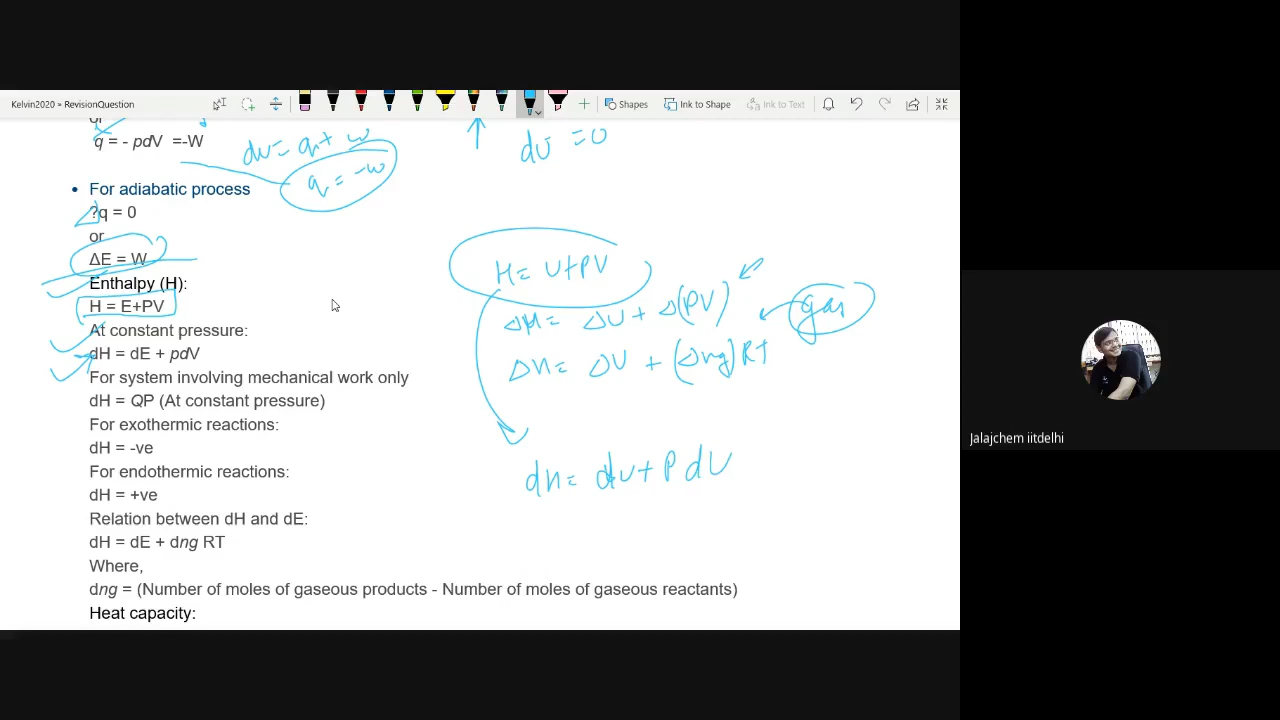 Kelvin2020 » RevisionQuestion
Shapes
Ink to Shape
Ink to Text
or
q = - pdV =-W
du = q + w
q = -w
du = 0
• For adiabatic process
?q = 0
or
ΔE = W
Enthalpy (H):
H = E+PV
At constant pressure:
dH = dE + pdV
For system involving mechanical work only
dH = QP (At constant pressure)
For exothermic reactions:
dH = -ve
For endothermic reactions:
dH = +ve
Relation between dH and dE:
dH = dE + dng RT
Where,
dng = (Number of moles of gaseous products - Number of moles of gaseous reactants)
Heat capacity:
H = U+PV
ΔH = ΔU + Δ(PV)
gas
ΔH = ΔU + (Δng)RT
dH = dU + P dV
Jalajchem iitdelhi